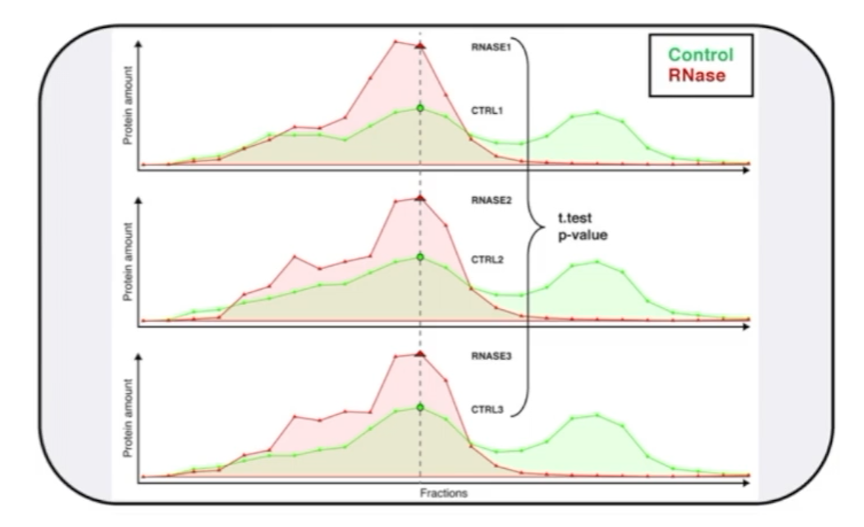 Control
RNase
Protein amount
RNASE1
CTRL1
Protein amount
RNASE2
CTRL2
t.test
p-value
Protein amount
RNASE3
CTRL3
Fractions